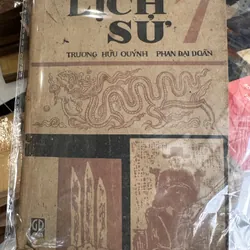 LỊCH 7
SỬ
TRƯƠNG HỮU QUÝNH PHAN ĐẠI DOÃN